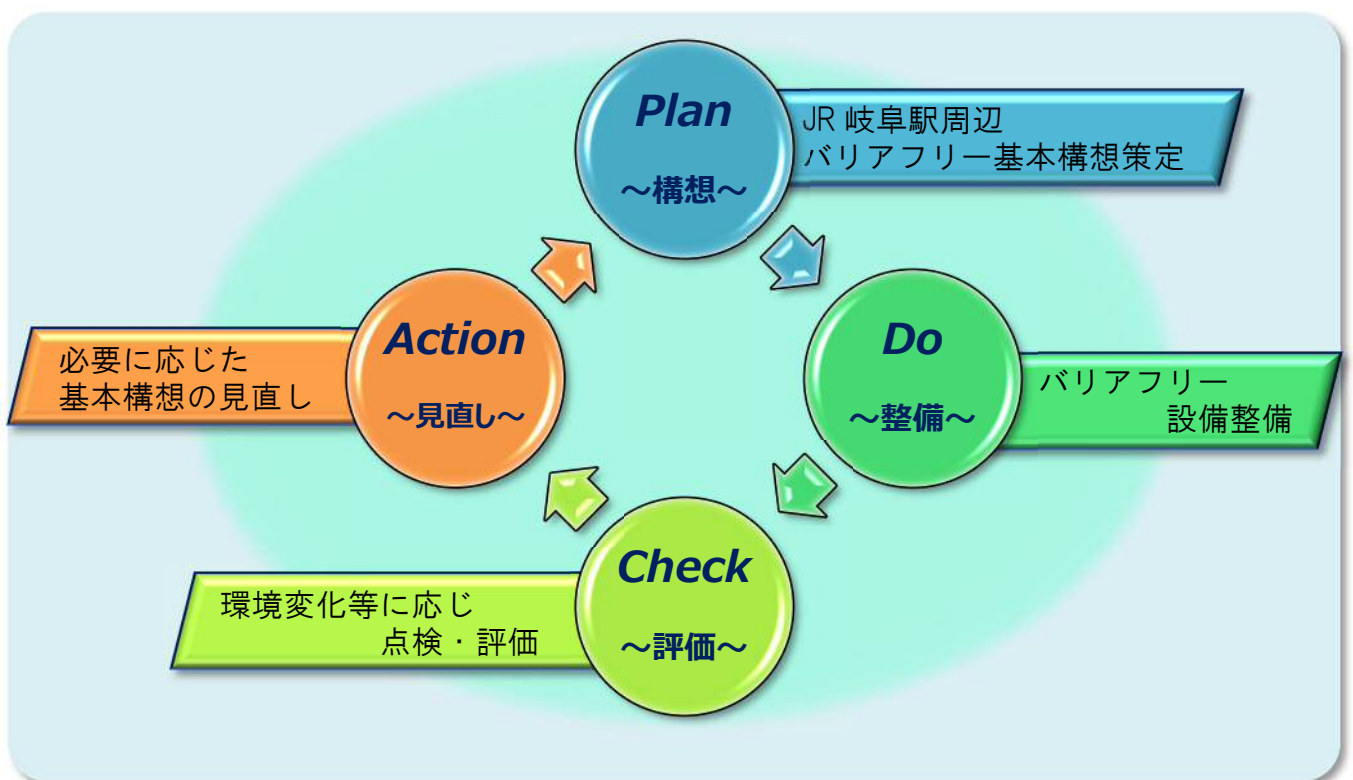 Plan
～構想～
JR岐阜駅周辺
バリアフリー基本構想策定
Do
～整備～
バリアフリー
設備整備
Check
～評価～
環境変化等に応じ
点検・評価
Action
～見直し～
必要に応じた
基本構想の見直し